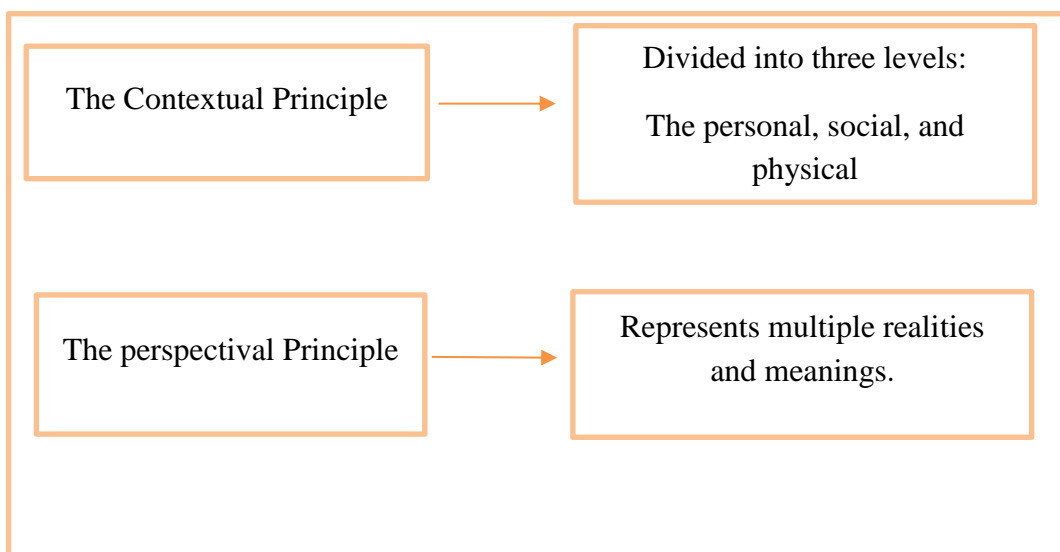 The Contextual Principle
Divided into three levels:
The personal, social, and
physical
The perspectival Principle
Represents multiple realities
and meanings.